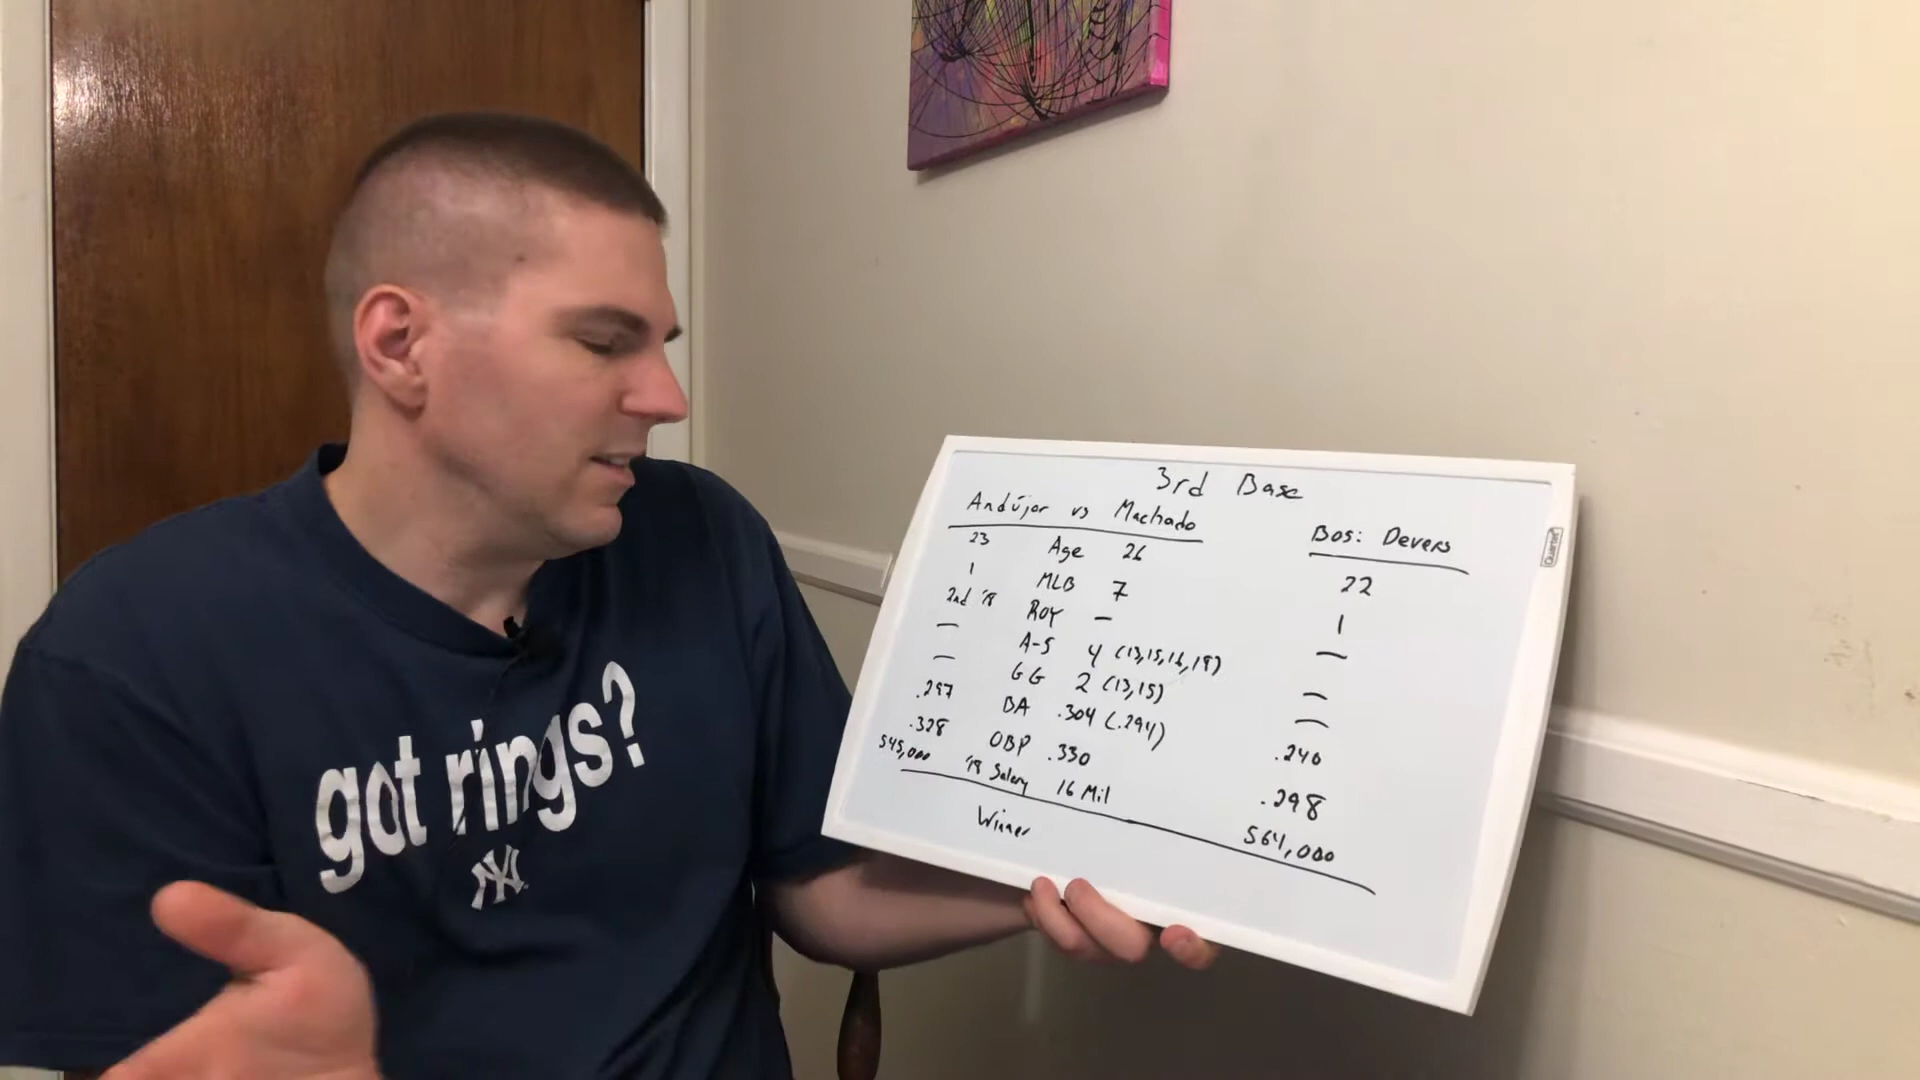 3rd Base
Andújar vs Machado
Bos: Devers
23 Age 26 22
1 MLB 7 1
2nd '18 ROY — —
— A-S 4 (13,15,16,18) —
— GG 2 (13,15) —
.297 BA .304 (.294) .240
.328 OBP .330 .298
545,000 '18 Salary 16 Mil 564,000
Winner
got rings?
NY
Quartet